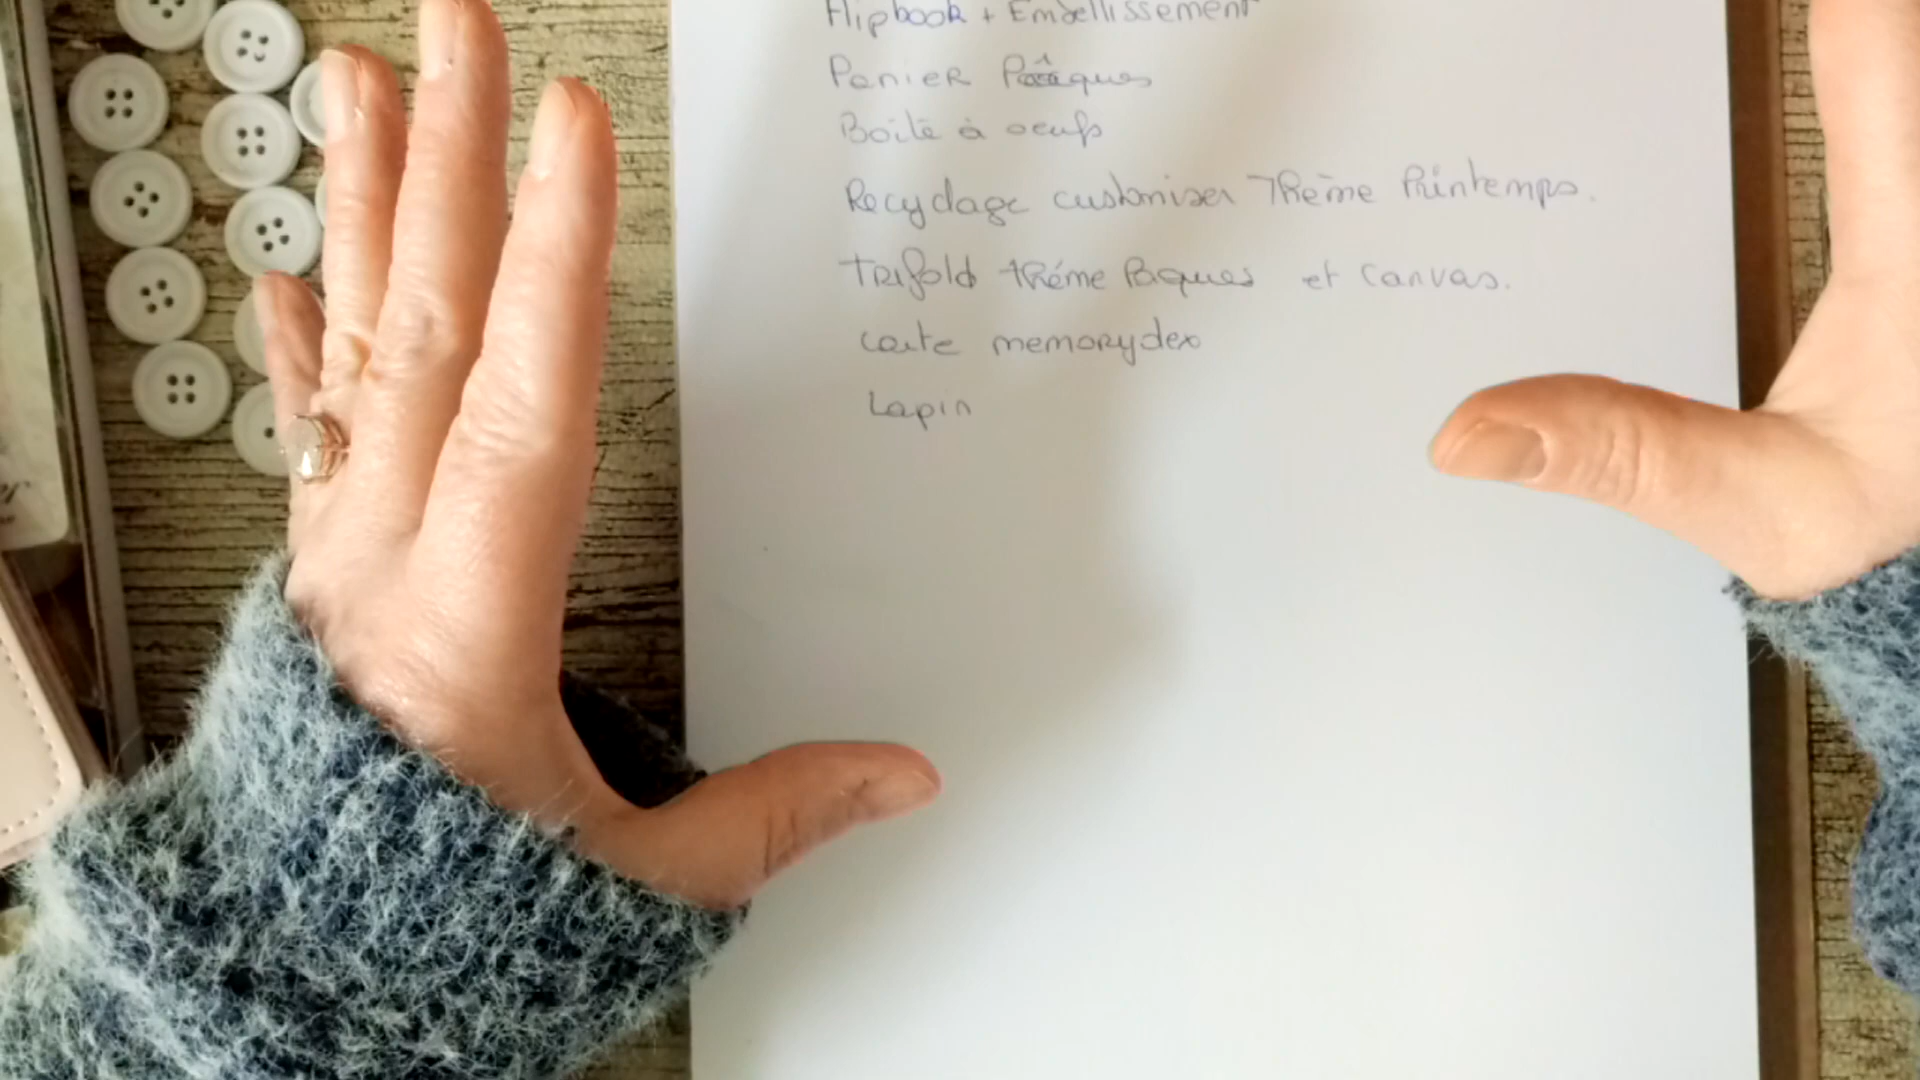 Flipbook + Embellissement
Panier Pâques
Boîte à oeufs
Recyclage customiser Thème Printemps.
Trifold thème Pâques et canvas.
carte memorydex
Lapin